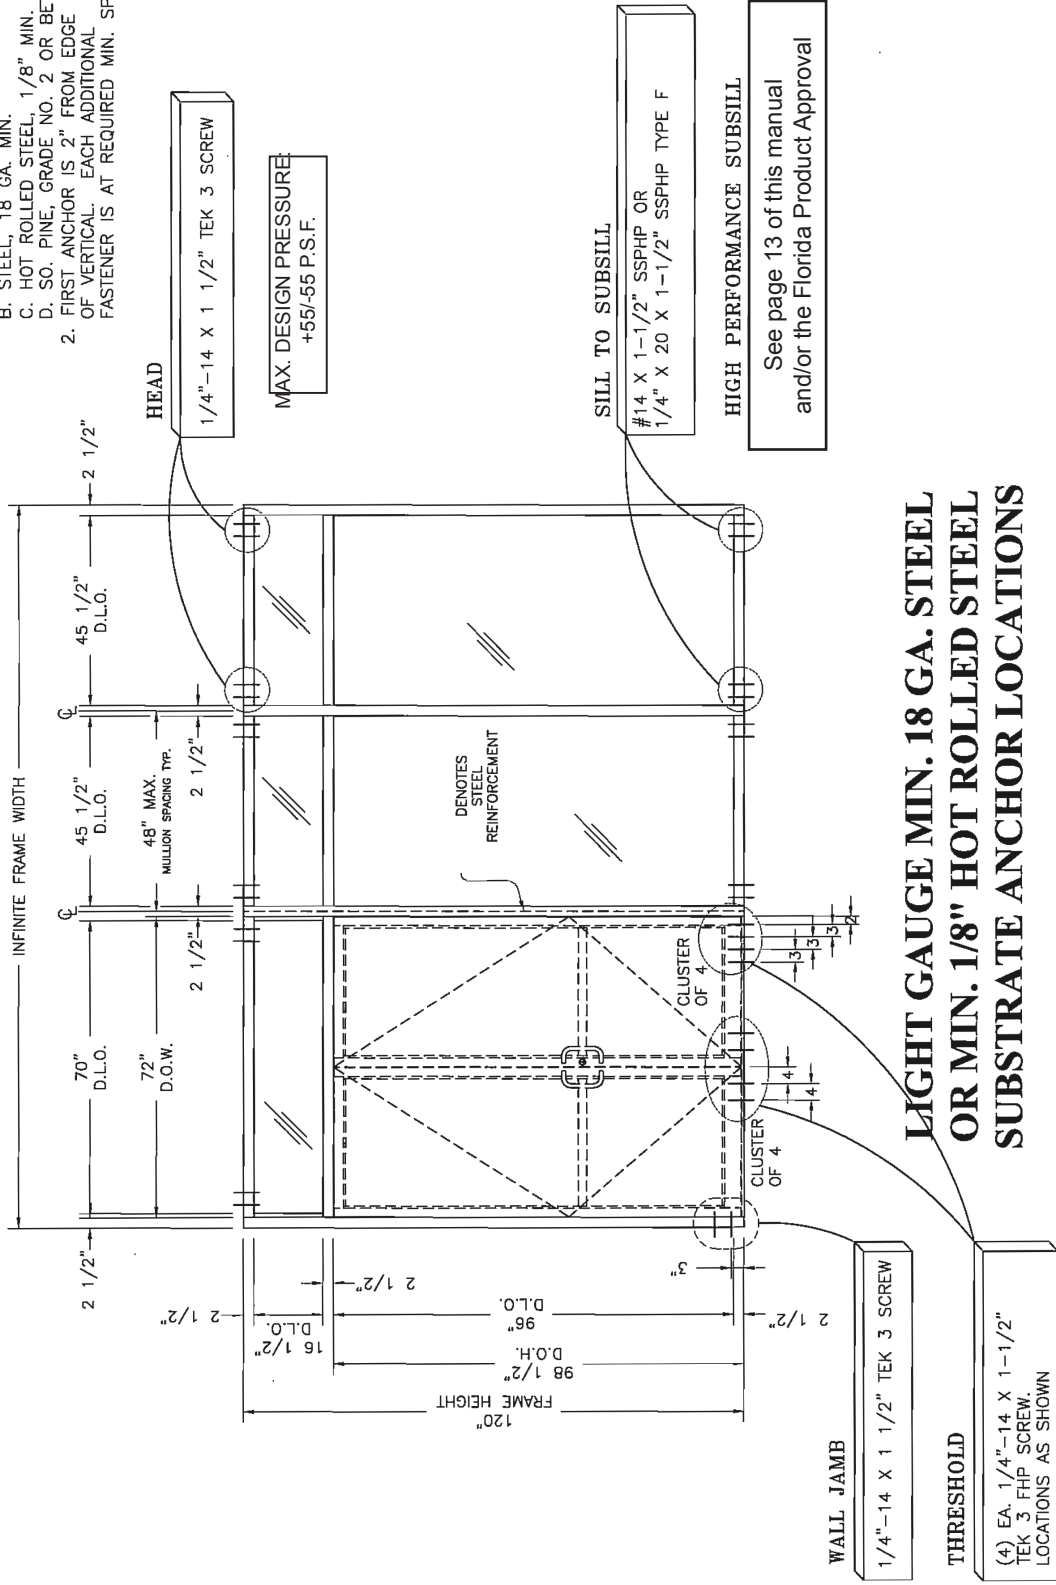 B. STEEL, 18 GA. MIN.
C. HOT ROLLED STEEL, 1/8" MIN.
D. SO. PINE, GRADE NO. 2 OR
2. FIRST ANCHOR IS 2" FROM EDGE
OF VERTICAL. EACH ADDITIONAL
FASTENER IS AT REQUIRED MIN.
INFINITE FRAME WIDTH
2 1/2"
70"
D.L.O.
℄
45 1/2"
D.L.O.
℄
45 1/2"
D.L.O.
2 1/2"
72"
D.O.W.
48" MAX.
MULLION SPACING TYP.
2 1/2"
2 1/2"
HEAD
1/4"-14 X 1 1/2" TEK 3 SCREW
MAX. DESIGN PRESSURE:
+55/-55 P.S.F.
120"
FRAME HEIGHT
98 1/2"
D.O.H.
2 1/2"
16 1/2"
D.L.O.
2 1/2"
96"
D.L.O.
2 1/2"
3"
DENOTES
STEEL
REINFORCEMENT
CLUSTER
OF 4
CLUSTER
OF 4
4
4
3
3
3
2
SILL TO SUBSILL
#14 X 1-1/2" SSPHP OR
1/4" X 20 X 1-1/2" SSPHP TYPE F
HIGH PERFORMANCE SUBSILL
See page 13 of this manual
and/or the Florida Product Approval
WALL JAMB
1/4"-14 X 1 1/2" TEK 3 SCREW
THRESHOLD
(4) EA. 1/4"-14 X 1-1/2"
TEK 3 FHP SCREW.
LOCATIONS AS SHOWN
LIGHT GAUGE MIN. 18 GA. STEEL
OR MIN. 1/8" HOT ROLLED STEEL
SUBSTRATE ANCHOR LOCATIONS